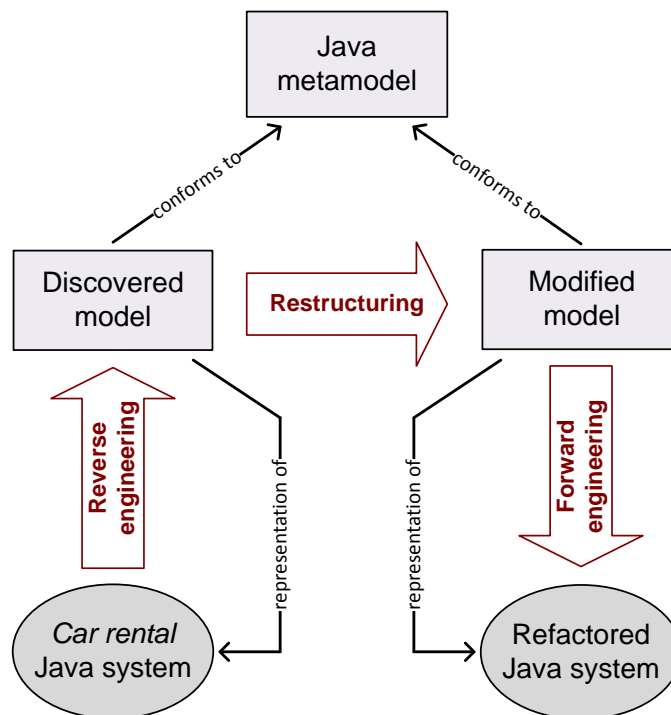 Java
metamodel
conforms to
conforms to
Discovered
model
Restructuring
Modified
model
Reverse
engineering
representation of
representation of
Forward
engineering
Car rental
Java system
Refactored
Java system